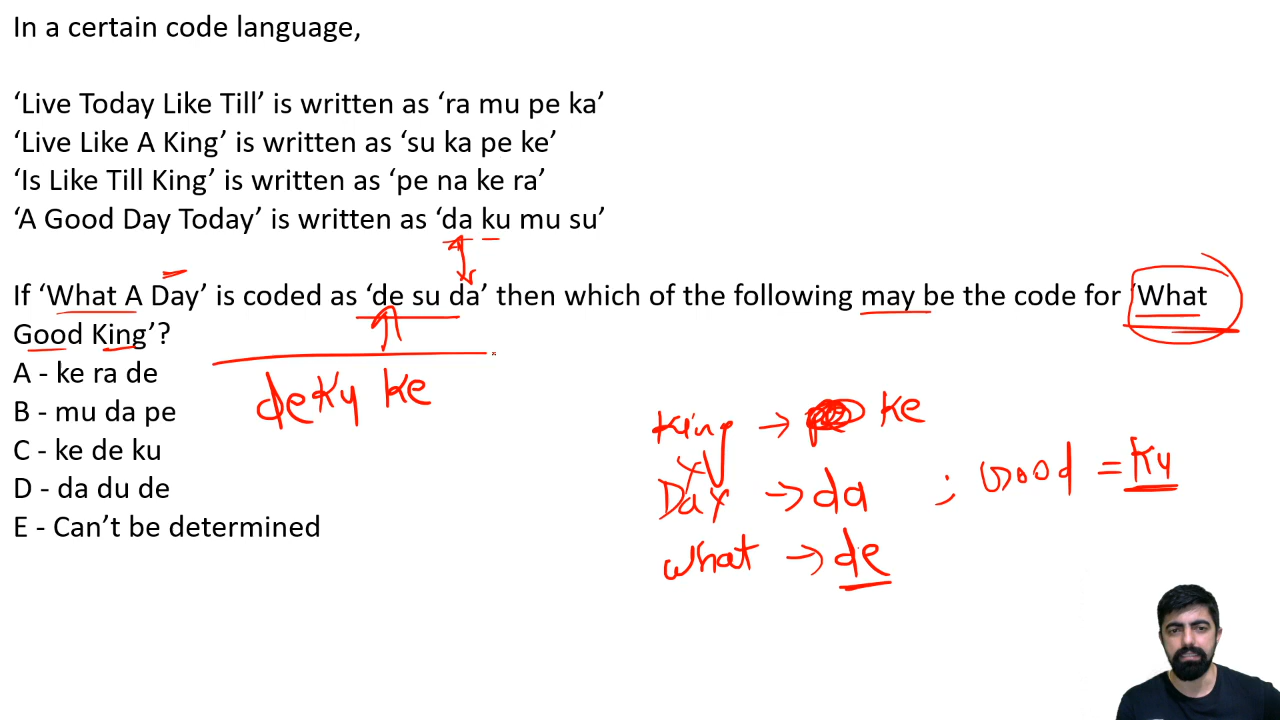 In a certain code language,
‘Live Today Like Till’ is written as ‘ra mu pe ka’
‘Live Like A King’ is written as ‘su ka pe ke’
‘Is Like Till King’ is written as ‘pe na ke ra’
‘A Good Day Today’ is written as ‘da ku mu su’
If ‘What A Day’ is coded as ‘de su da’ then which of the following may be the code for ‘What
Good King’?
A - ke ra de
B - mu da pe
C - ke de ku
D - da du de
E - Can’t be determined
de Ku Ke
King → Ke
Day → da ; Good = Ku
what → de